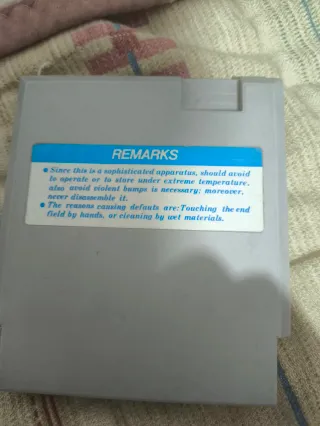 REMARKS
● Since this is a sophisticated apparatus, should avoid
to operate or to store under extreme temperature.
also avoid violent bumps is necessary; moreover,
never disassemble it.
● The reasons causing defauts are: Touching the end
field by hands, or cleaning by wet materials.